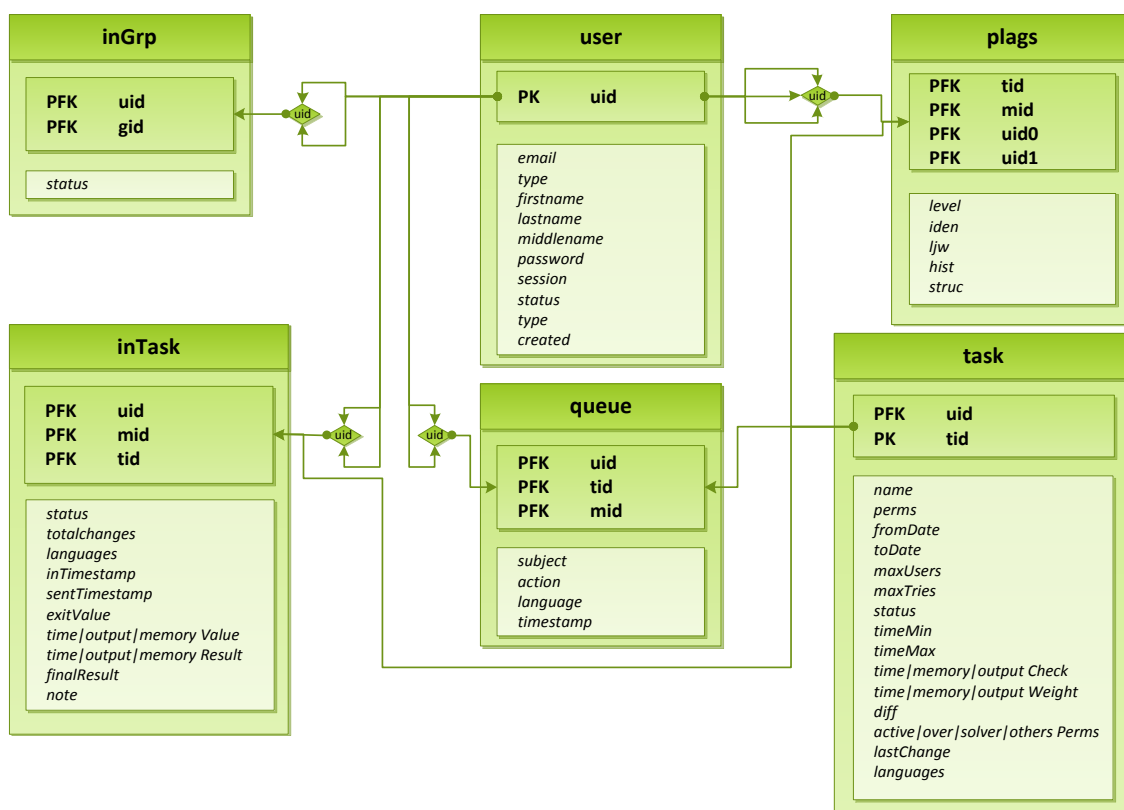 inGrp
PFK uid
PFK gid
status
uid
user
PK uid
email
type
firstname
lastname
middlename
password
session
status
type
created
uid
plags
PFK tid
PFK mid
PFK uid0
PFK uid1
level
iden
ljw
hist
struc
inTask
PFK uid
PFK mid
PFK tid
status
totalchanges
languages
inTimestamp
sentTimestamp
exitValue
time|output|memory Value
time|output|memory Result
finalResult
note
uid
uid
queue
PFK uid
PFK tid
PFK mid
subject
action
language
timestamp
task
PFK uid
PK tid
name
perms
fromDate
toDate
maxUsers
maxTries
status
timeMin
timeMax
time|memory|output Check
time|memory|output Weight
diff
active|over|solver|others Perms
lastChange
languages